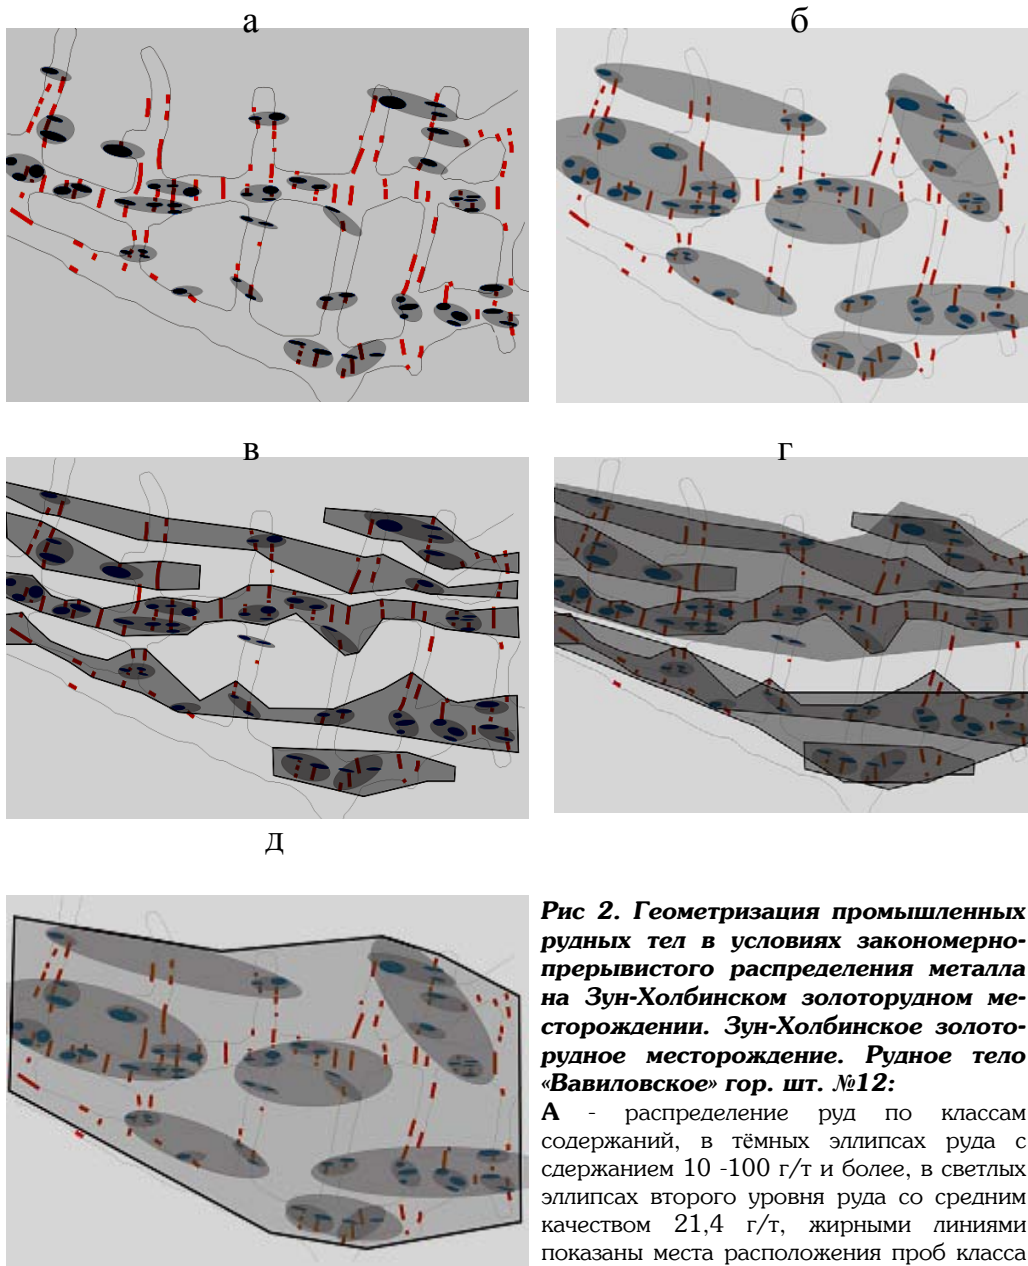 а
б
в
г
д
Рис 2. Геометризация промышленных
рудных тел в условиях закономерно-
прерывистого распределения металла
на Зун-Холбинском золоторудном ме-
сторождении. Зун-Холбинское золото-
рудное месторождение. Рудное тело
«Вавиловское» гор. шт. №12:
А - распределение руд по классам
содержаний, в тёмных эллипсах руда с
сдержанием 10 -100 г/т и более, в светлых
эллипсах второго уровня руда со средним
качеством 21,4 г/т, жирными линиями
показаны места расположения проб класса